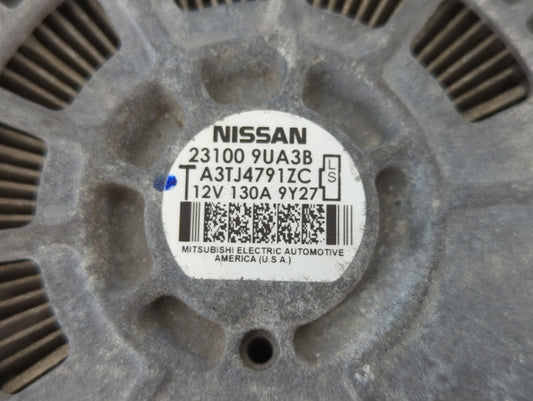 NISSAN
23100 9UA3B
T A3TJ4791ZC L S
12V 130A 9Y27
MITSUBISHI ELECTRIC AUTOMOTIVE
AMERICA (U.S.A.)